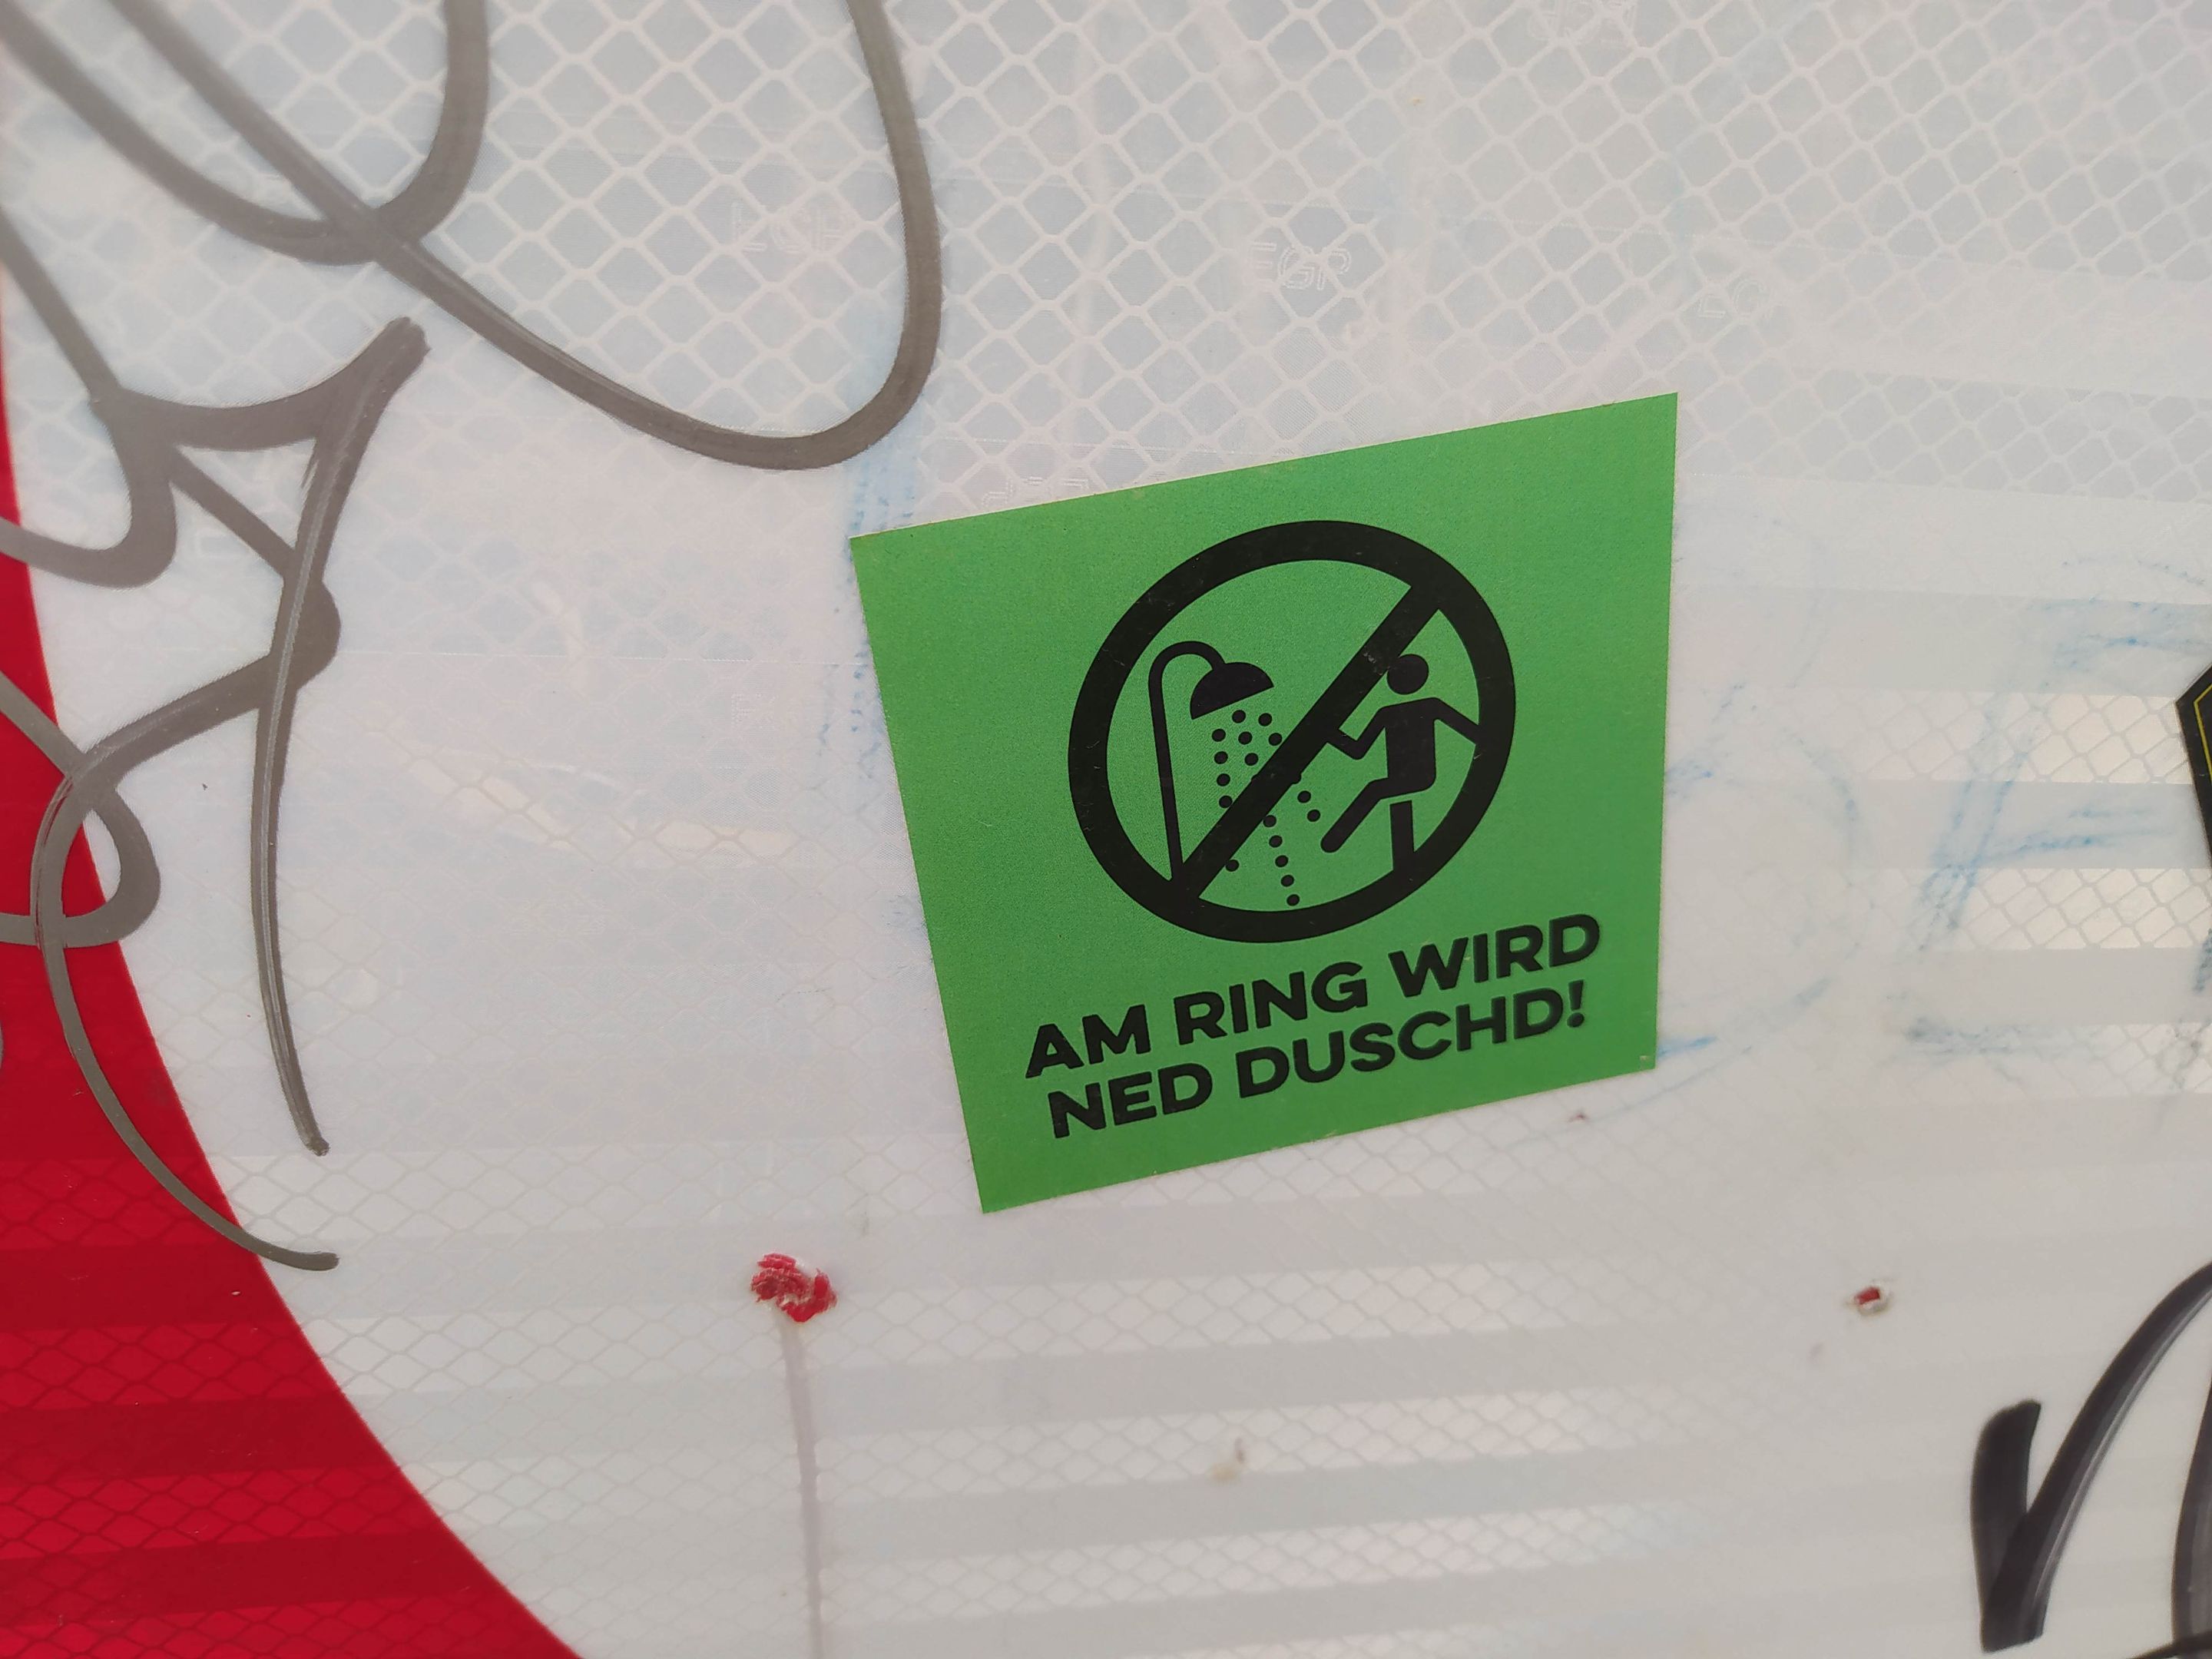 AM RING WIRD
NED DUSCHD!